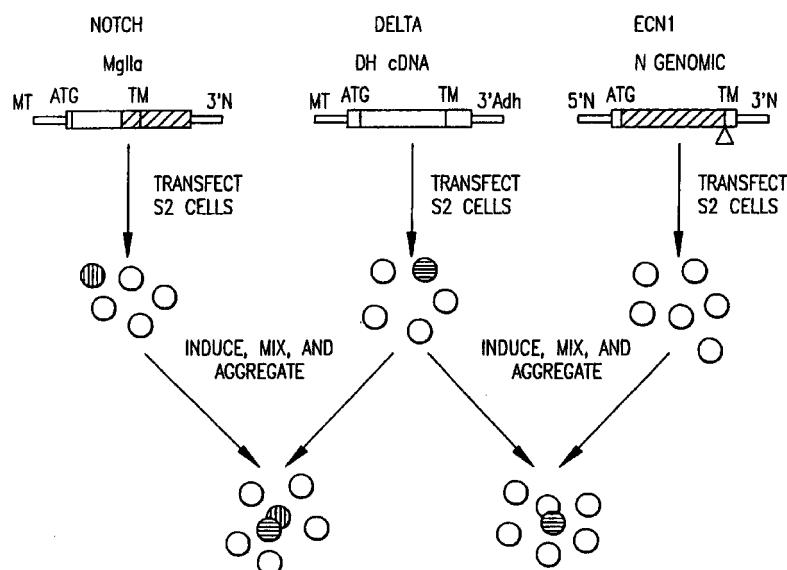 NOTCH
DELTA
ECN1
MgIIa
DH cDNA
N GENOMIC
MT
ATG
TM
3'N
MT
ATG
TM
3'Adh
5'N
ATG
TM
3'N
TRANSFECT
S2 CELLS
TRANSFECT
S2 CELLS
TRANSFECT
S2 CELLS
INDUCE, MIX, AND
AGGREGATE
INDUCE, MIX, AND
AGGREGATE